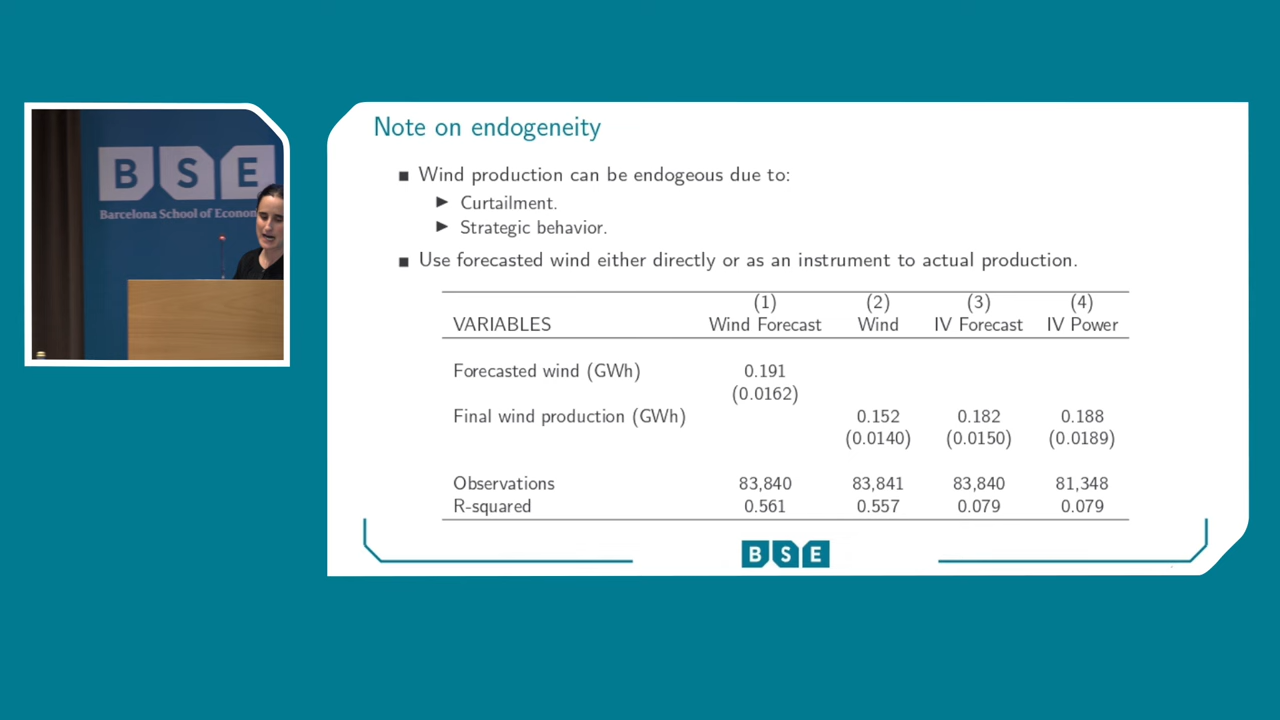 BSE
Barcelona School of Econom
Note on endogeneity
■ Wind production can be endogeous due to:
▶ Curtailment.
▶ Strategic behavior.
■ Use forecasted wind either directly or as an instrument to actual production.
(1) (2) (3) (4)
VARIABLES Wind Forecast Wind IV Forecast IV Power
Forecasted wind (GWh) 0.191
(0.0162)
Final wind production (GWh) 0.152 0.182 0.188
(0.0140) (0.0150) (0.0189)
Observations 83,840 83,841 83,840 81,348
R-squared 0.561 0.557 0.079 0.079
BSE